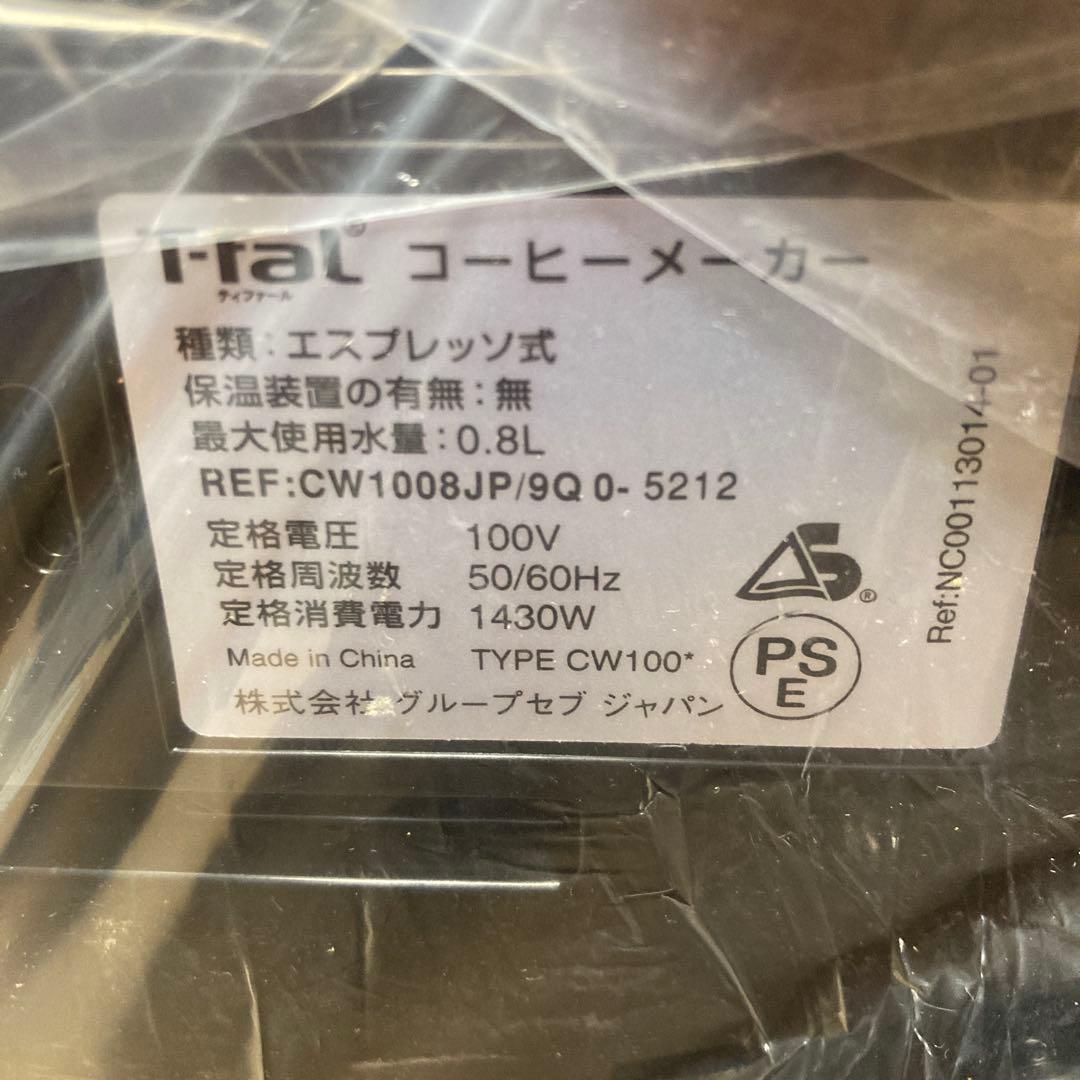 T-fal® コーヒーメーカー
ティファール
種類：エスプレッソ式
保温装置の有無：無
最大使用水量：0.8L
REF:CW1008JP/9Q 0- 5212
定格電圧 100V
定格周波数 50/60Hz
定格消費電力 1430W
Made in China TYPE CW100*
株式会社 グループセブ ジャパン
S®
PS
E
Ref:NC00113014-01